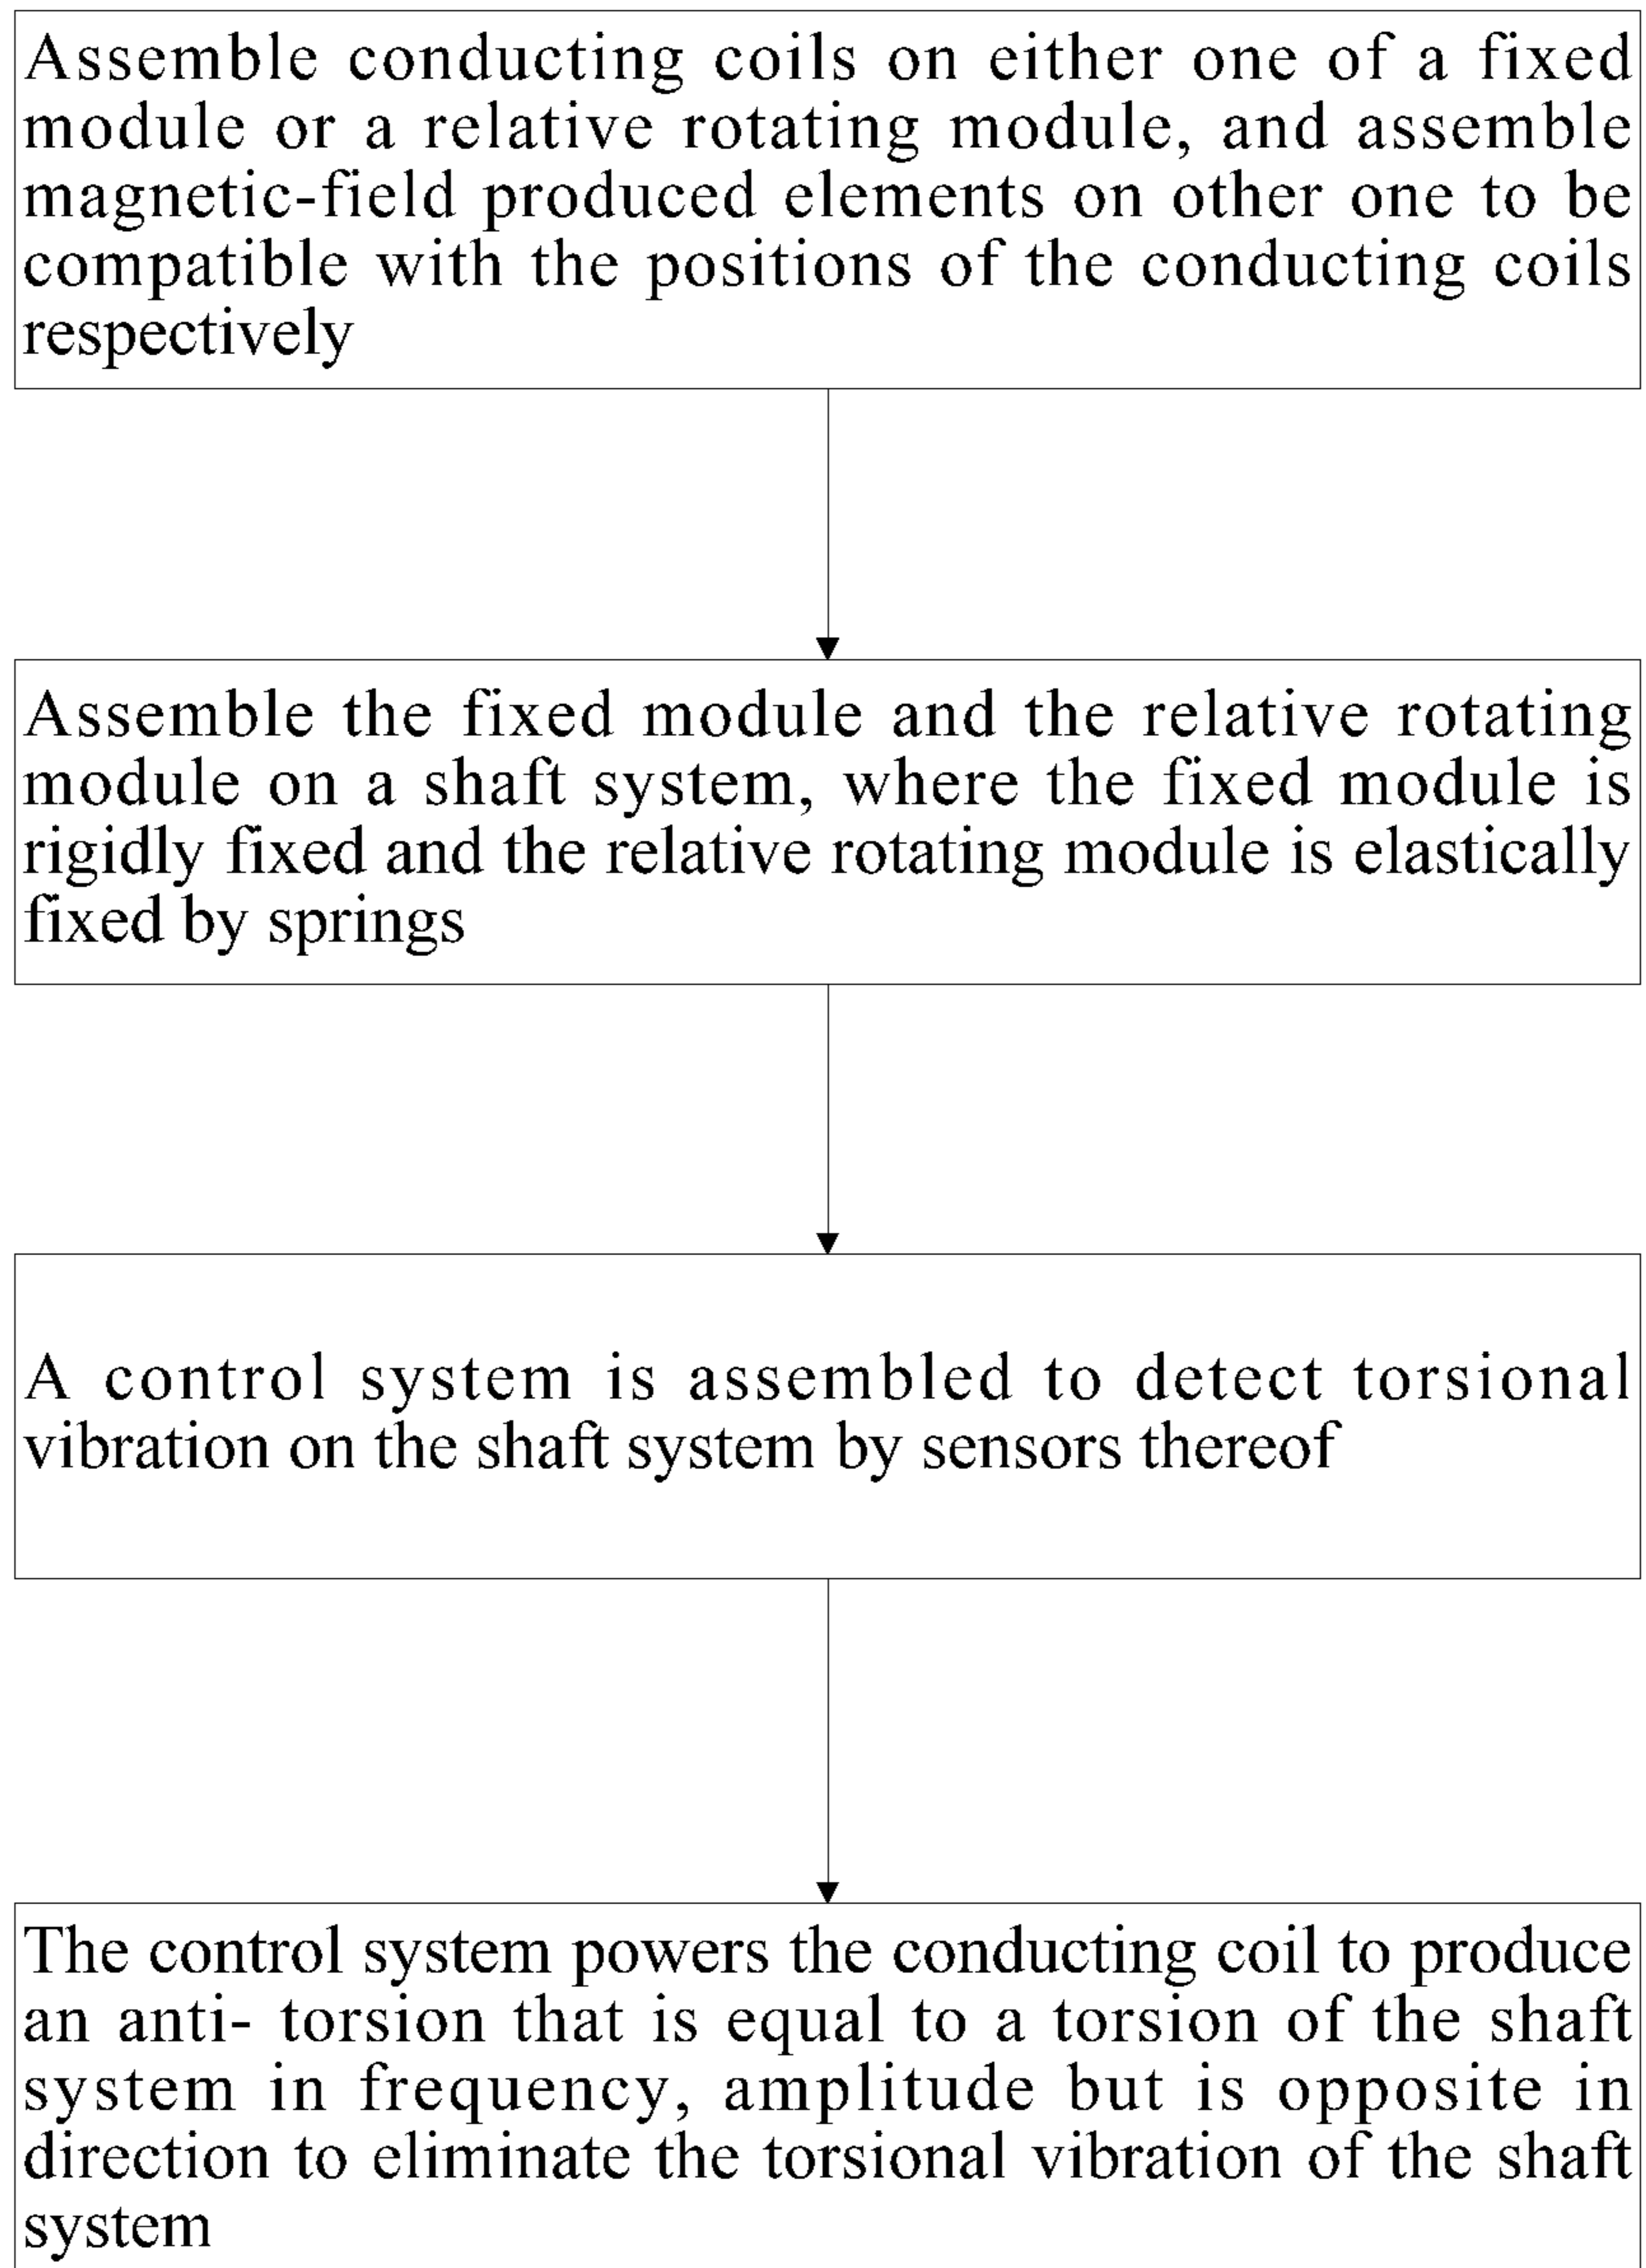 Assemble conducting coils on either one of a fixed
module or a relative rotating module, and assemble
magnetic-field produced elements on other one to be
compatible with the positions of the conducting coils
respectively
Assemble the fixed module and the relative rotating
module on a shaft system, where the fixed module is
rigidly fixed and the relative rotating module is elastically
fixed by springs
A control system is assembled to detect torsional
vibration on the shaft system by sensors thereof
The control system powers the conducting coil to produce
an anti- torsion that is equal to a torsion of the shaft
system in frequency, amplitude but is opposite in
direction to eliminate the torsional vibration of the shaft
system